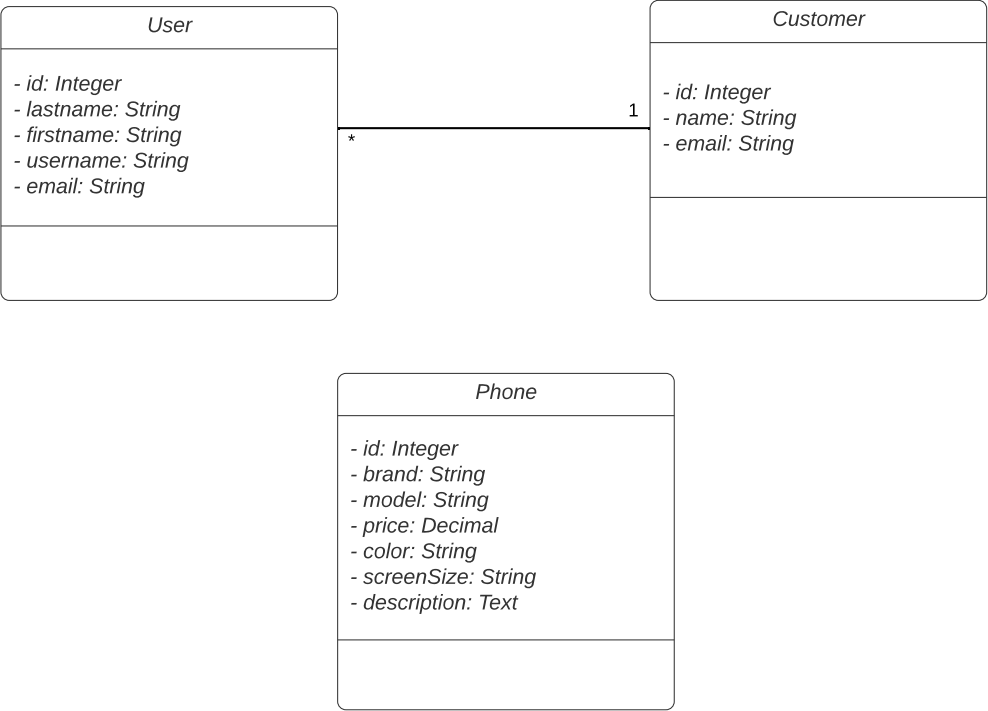 User
- id: Integer
- lastname: String
- firstname: String
- username: String
- email: String
*
1
Customer
- id: Integer
- name: String
- email: String
Phone
- id: Integer
- brand: String
- model: String
- price: Decimal
- color: String
- screenSize: String
- description: Text